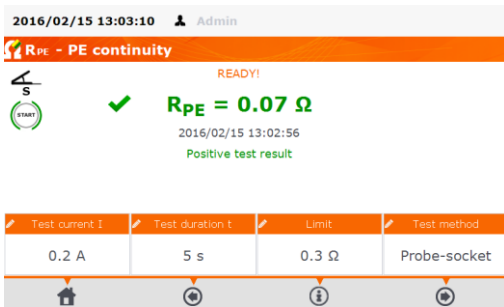 2016/02/15 13:03:10 Admin
RPE - PE continuity
READY!
S
START
RPE = 0.07 Ω
2016/02/15 13:02:56
Positive test result
Test current I Test duration t Limit Test method
0.2 A 5 s 0.3 Ω Probe-socket